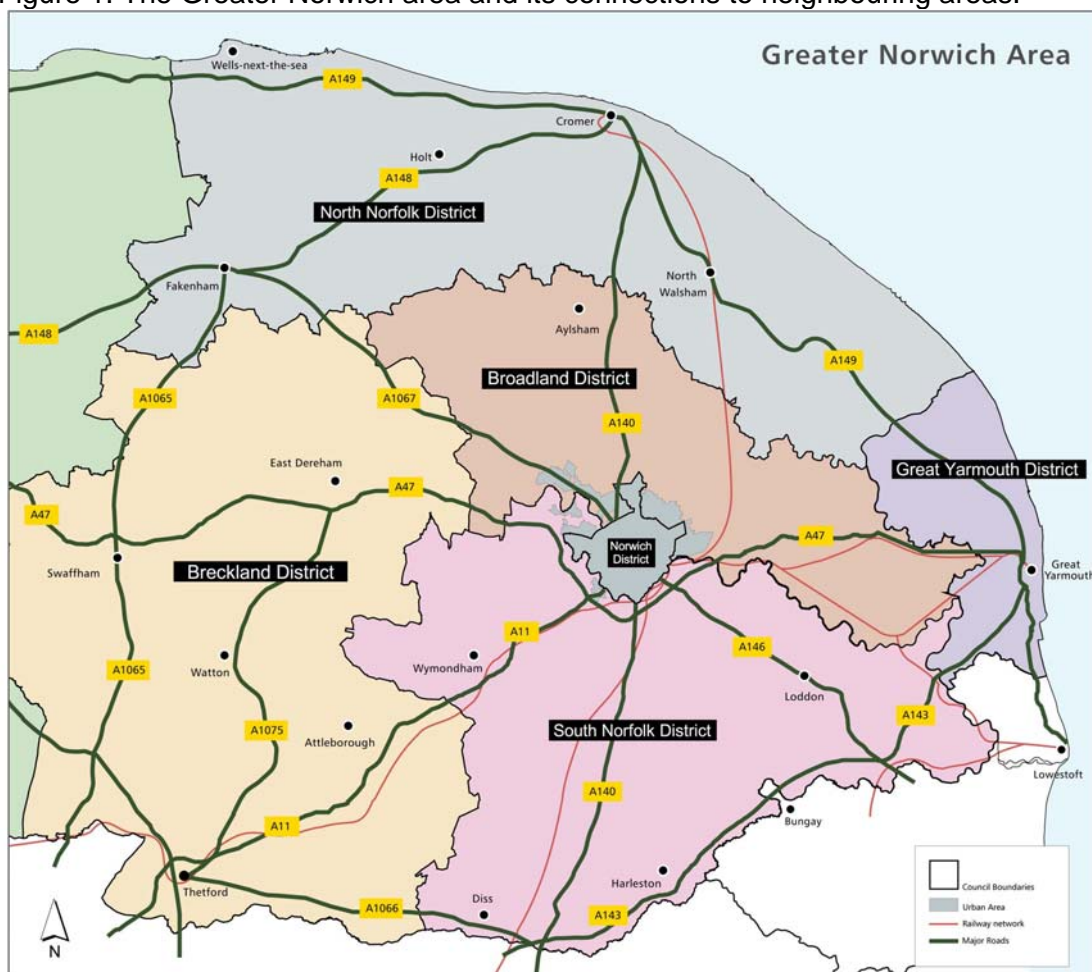 Figure 1: The Greater Norwich area and its connections to neighbouring areas.
Greater Norwich Area
Wells-next-the-sea
A149
Cromer
Holt
A148
North Norfolk District
Fakenham
North
Walsham
A148
Aylsham
A149
Broadland District
A1065
A1067
A140
Great Yarmouth District
East Dereham
A47
A47
A47
Norwich
District
Swaffham
Breckland District
Great
Yarmouth
A11
A146
Wymondham
Watton
A1065
Loddon
A143
A1075
Attleborough
South Norfolk District
Lowestoft
A140
Bungay
A11
Harleston
Thetford
A1066
Diss
A143
N
Council Boundaries
Urban Area
Railway network
Major Roads